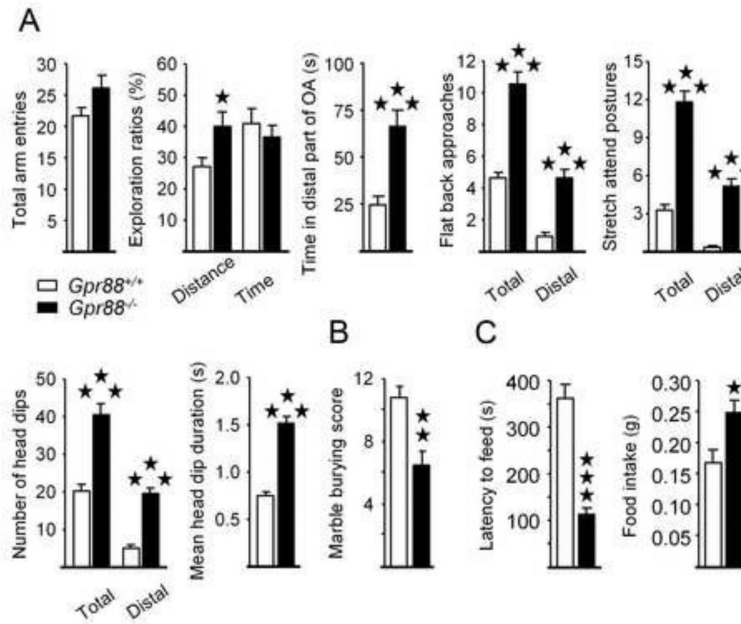 A
Total arm entries
30
25
20
15
10
5
Exploration ratios (%)
60
50
40
30
20
10
Distance
Time
Time in distal part of OA (s)
100
75
50
25
Flat back approaches
12
10
8
6
4
2
Total
Distal
Stretch attend postures
15
12
9
6
3
Total
Distal
Gpr88+/+
Gpr88-/-
Number of head dips
50
40
30
20
10
Total
Distal
Mean head dip duration (s)
2.0
1.5
1.0
0.5
B
Marble burying score
12
8
4
C
Latency to feed (s)
400
300
200
100
Food intake (g)
0.30
0.25
0.20
0.15
0.10
0.05